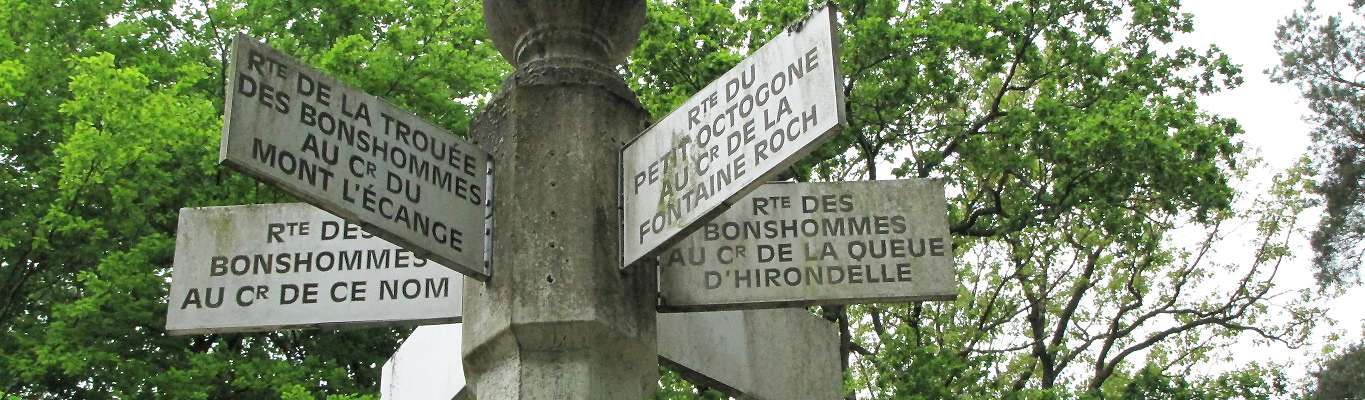 RTE DE LA TROUÉE
DES BONSHOMMES
AU CR DU
MONT L'ÉCANGE
RTE DES
BONSHOMMES
AU CR DE CE NOM
RTE DU
PETIT OCTOGONE
AU CR DE LA
FONTAINE ROCH
RTE DES
BONSHOMMES
AU CR DE LA QUEUE
D'HIRONDELLE